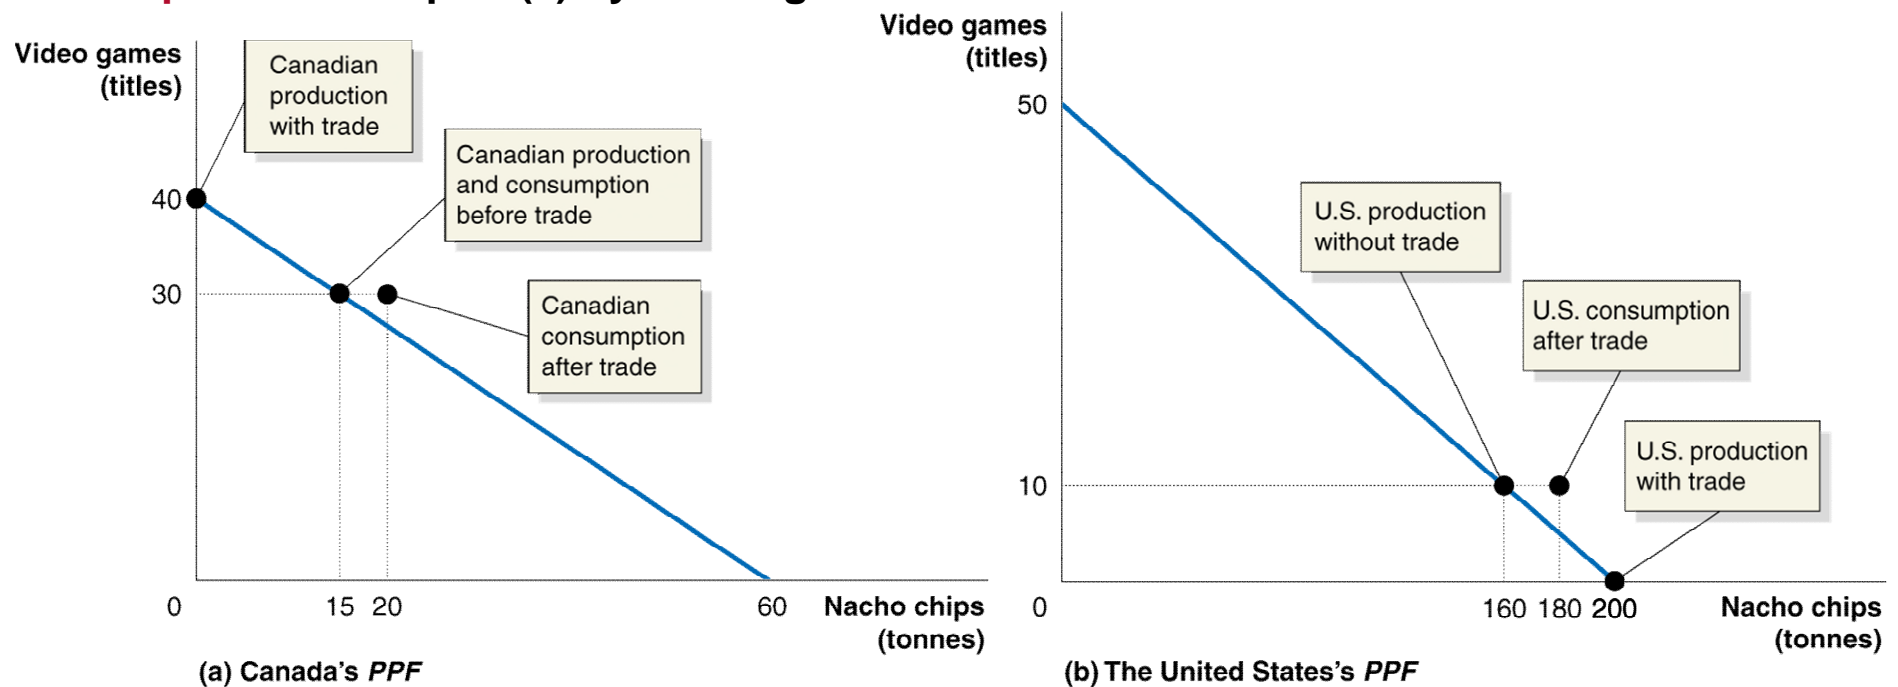 Video games
(titles)
Canadian
production
with trade
Canadian production
and consumption
before trade
40
30
Canadian
consumption
after trade
0
15
20
60
Nacho chips
(tonnes)
(a) Canada's PPF
Video games
(titles)
50
U.S. production
without trade
U.S. consumption
after trade
U.S. production
with trade
10
0
160
180
200
Nacho chips
(tonnes)
(b) The United States's PPF